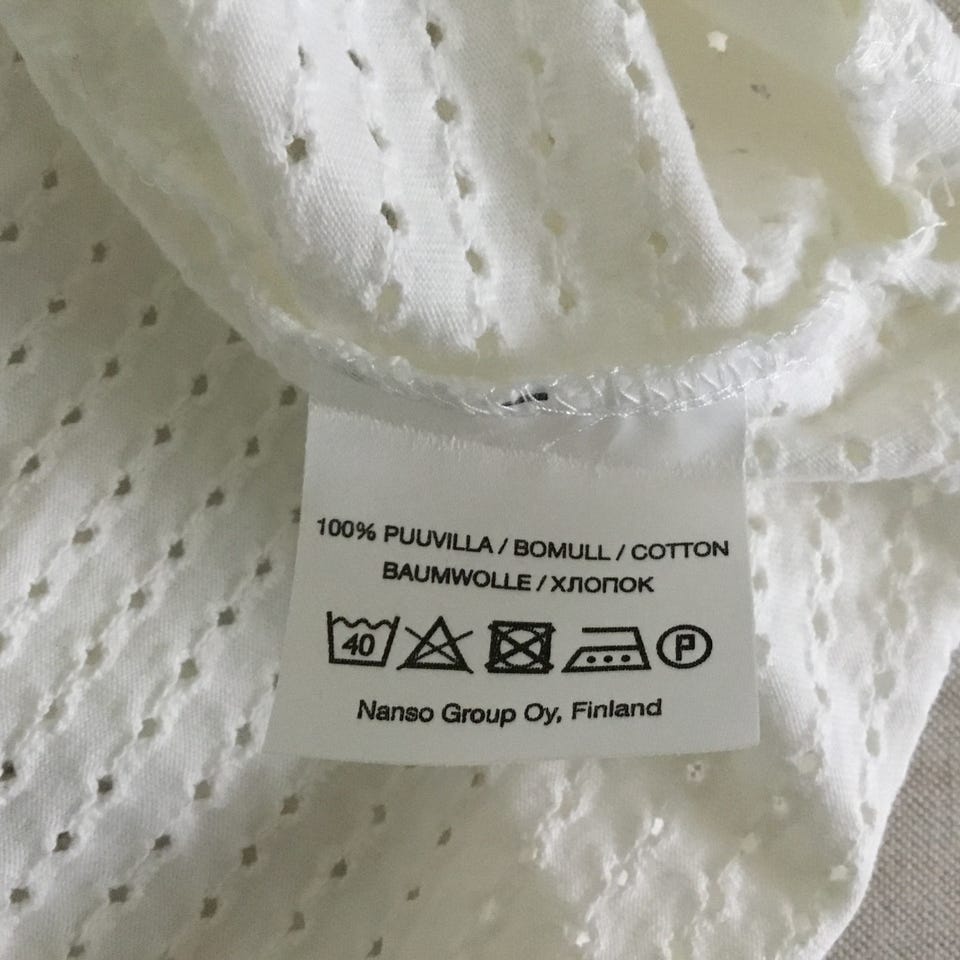 100% PUUVILLA / BOMULL / COTTON
BAUMWOLLE / ХЛОПОК
40 P
Nanso Group Oy, Finland